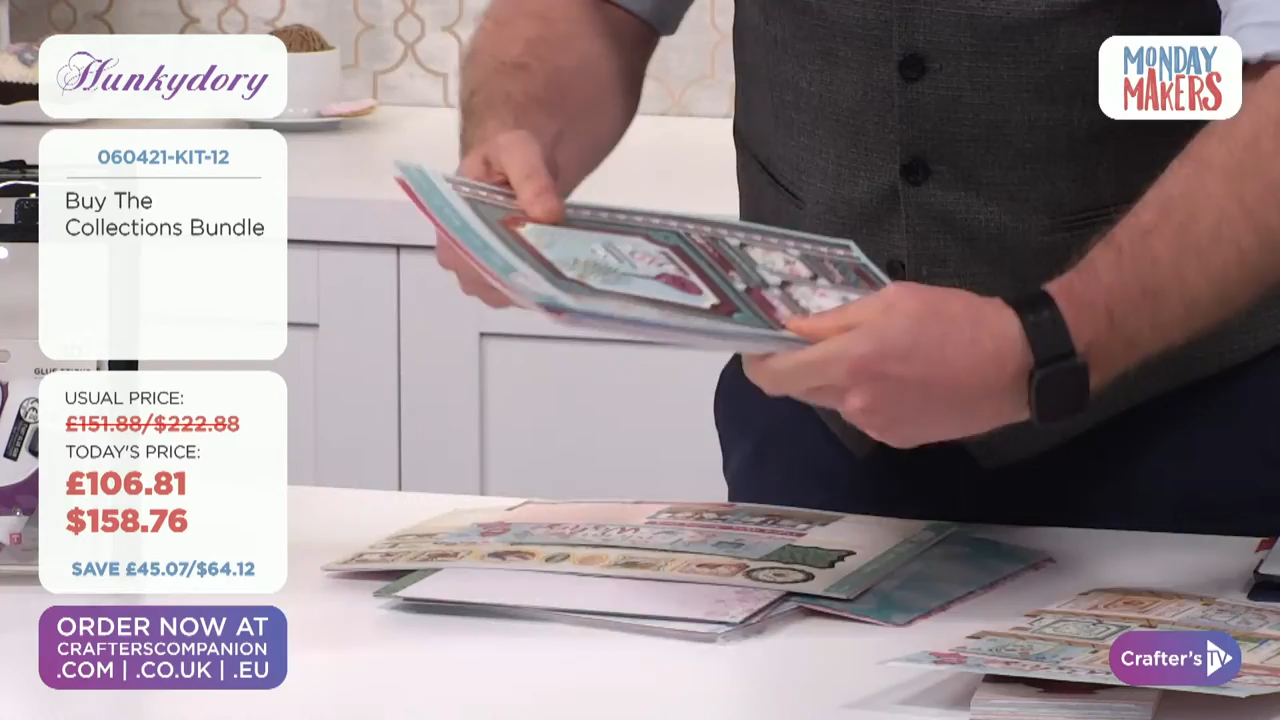 Hunkydory
060421-KIT-12
Buy The
Collections Bundle
USUAL PRICE:
£151.88/$222.88
TODAY'S PRICE:
£106.81
$158.76
SAVE £45.07/$64.12
ORDER NOW AT
CRAFTERSCOMPANION
.COM | .CO.UK | .EU
MONDAY
MAKERS
Crafter's TV